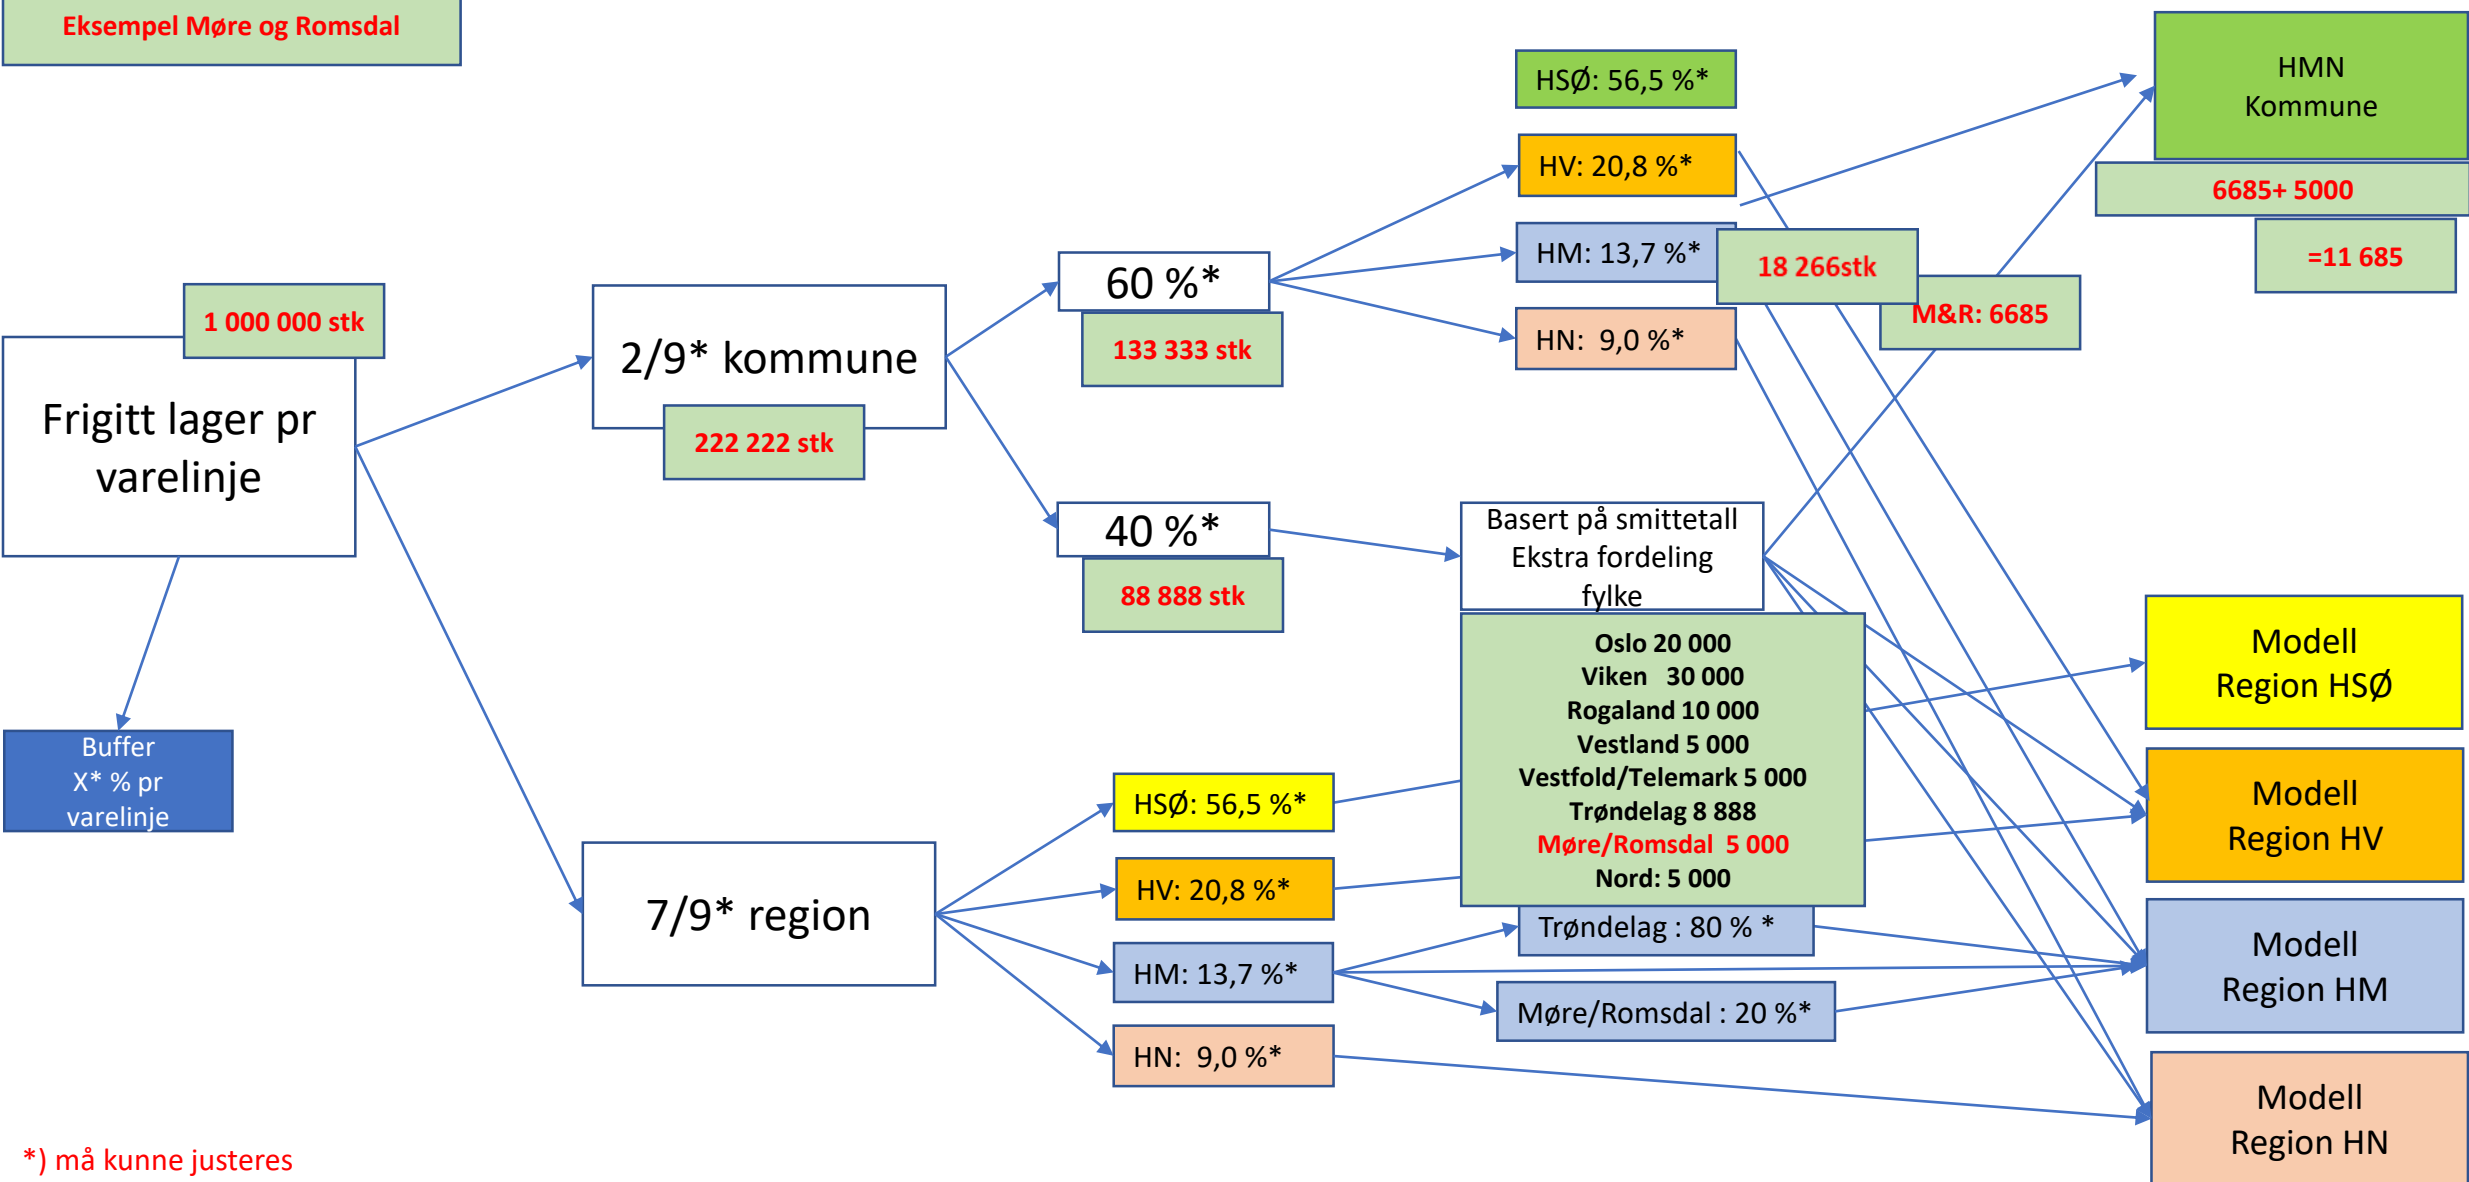 Eksempel Møre og Romsdal
1 000 000 stk
Frigitt lager pr
varelinje
Buffer
X* % pr
varelinje
2/9* kommune
222 222 stk
7/9* region
60 %*
133 333 stk
40 %*
88 888 stk
HSØ: 56,5 %*
HV: 20,8 %*
HM: 13,7 %*
HN:  9,0 %*
18 266stk
M&R: 6685
HMN
Kommune
6685+ 5000
=11 685
Basert på smittetall
Ekstra fordeling
fylke
Oslo 20 000
Viken   30 000
Rogaland 10 000
Vestland 5 000
Vestfold/Telemark 5 000
Trøndelag 8 888
Møre/Romsdal  5 000
Nord: 5 000
HSØ: 56,5 %*
HV: 20,8 %*
HM: 13,7 %*
HN:  9,0 %*
Trøndelag : 80 % *
Møre/Romsdal : 20 %*
Modell
Region HSØ
Modell
Region HV
Modell
Region HM
Modell
Region HN
*) må kunne justeres